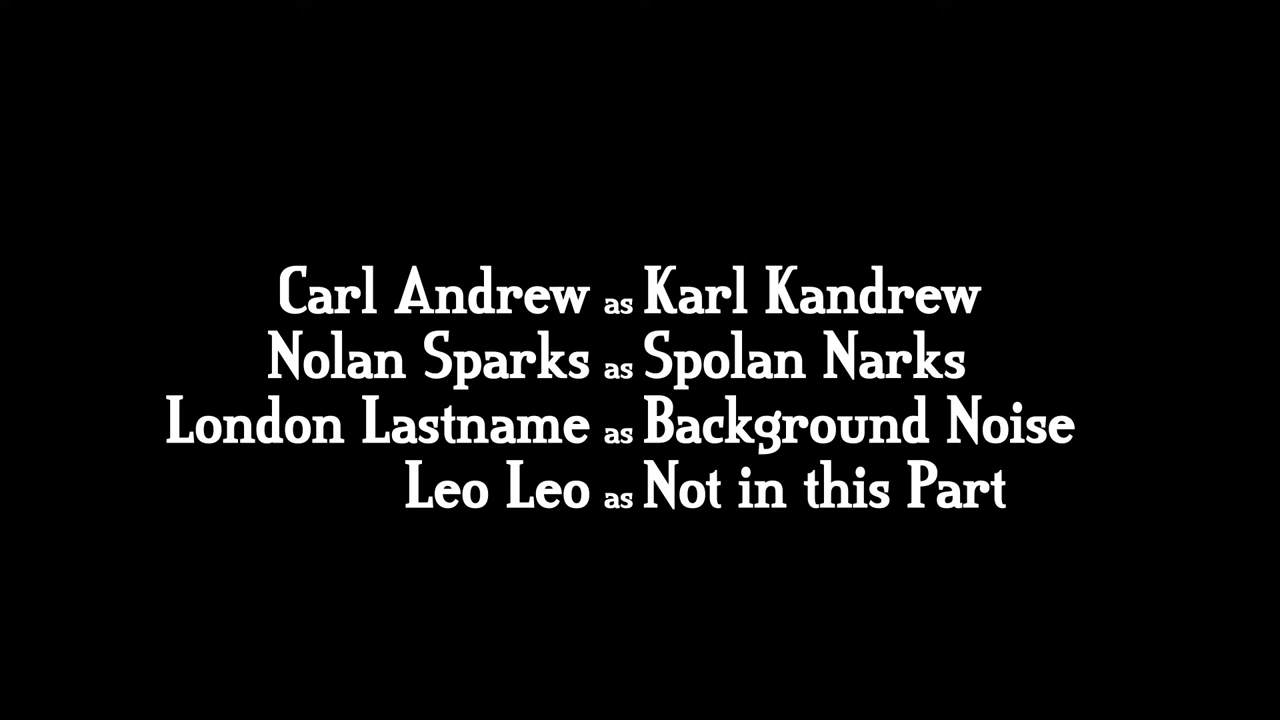 Carl Andrew as Karl Kandrew
Nolan Sparks as Spolan Narks
London Lastname as Background Noise
Leo Leo as Not in this Part